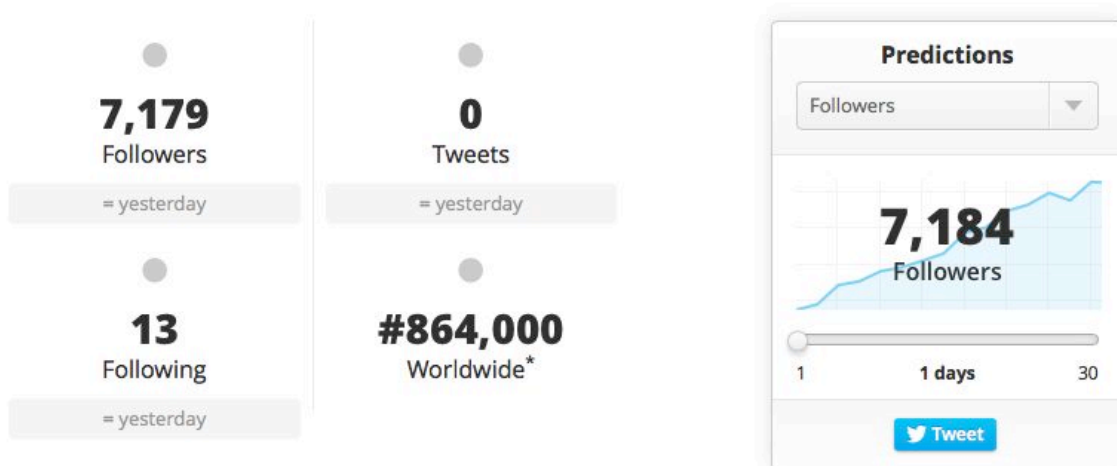 7,179
Followers
= yesterday
0
Tweets
= yesterday
13
Following
= yesterday
#864,000
Worldwide*
Predictions
Followers
7,184
Followers
1 1 days 30
Tweet